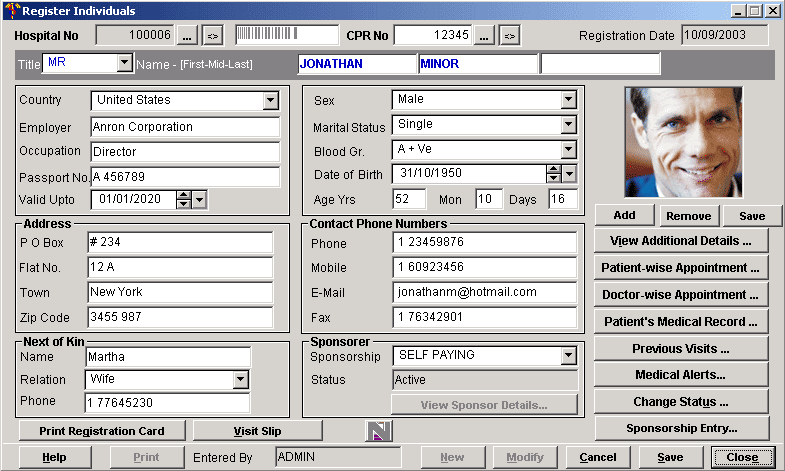 Register Individuals
Hospital No 100006 ... <=> CPR No 12345 ... <=> Registration Date 10/09/2003
Title MR Name - [First-Mid-Last] JONATHAN MINOR
Country United States
Employer Anron Corporation
Occupation Director
Passport No. A 456789
Valid Upto 01/01/2020
Sex Male
Marital Status Single
Blood Gr. A + Ve
Date of Birth 31/10/1950
Age Yrs 52 Mon 10 Days 16
Add Remove Save
Address
P O Box # 234
Flat No. 12 A
Town New York
Zip Code 3455 987
Contact Phone Numbers
Phone 1 23459876
Mobile 1 60923456
E-Mail jonathanm@hotmail.com
Fax 1 76342901
Next of Kin
Name Martha
Relation Wife
Phone 1 77645230
Sponsorer
Sponsorship SELF PAYING
Status Active
View Sponsor Details...
View Additional Details ...
Patient-wise Appointment ...
Doctor-wise Appointment ...
Patient's Medical Record ...
Previous Visits ...
Medical Alerts...
Change Status ...
Sponsorship Entry...
Print Registration Card Visit Slip N
Help Print Entered By ADMIN New Modify Cancel Save Close